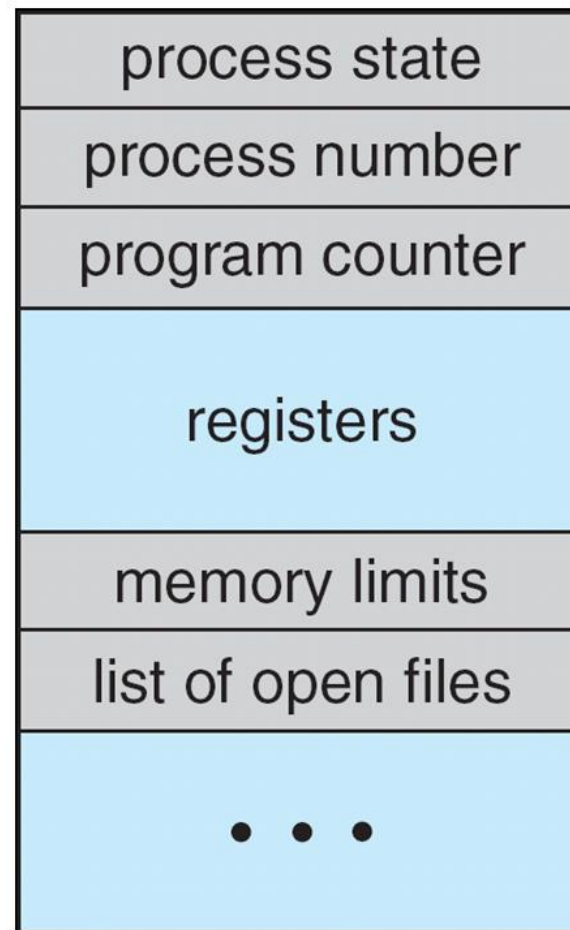 process state
process number
program counter
registers
memory limits
list of open files
• • •